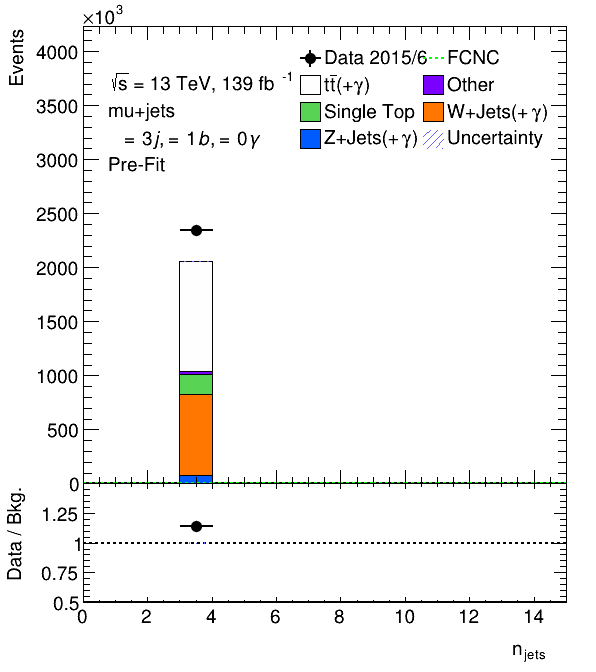 ×10³
Events
4000
3500
3000
2500
2000
1500
1000
500
0
√s = 13 TeV, 139 fb⁻¹
mu+jets
= 3j, = 1b, = 0γ
Pre-Fit
Data 2015/6 FCNC
tt̄(+γ) Other
Single Top W+Jets(+γ)
Z+Jets(+γ) Uncertainty
Data / Bkg.
1.25
1
0.75
0.5
0 2 4 6 8 10 12 14
n_jets